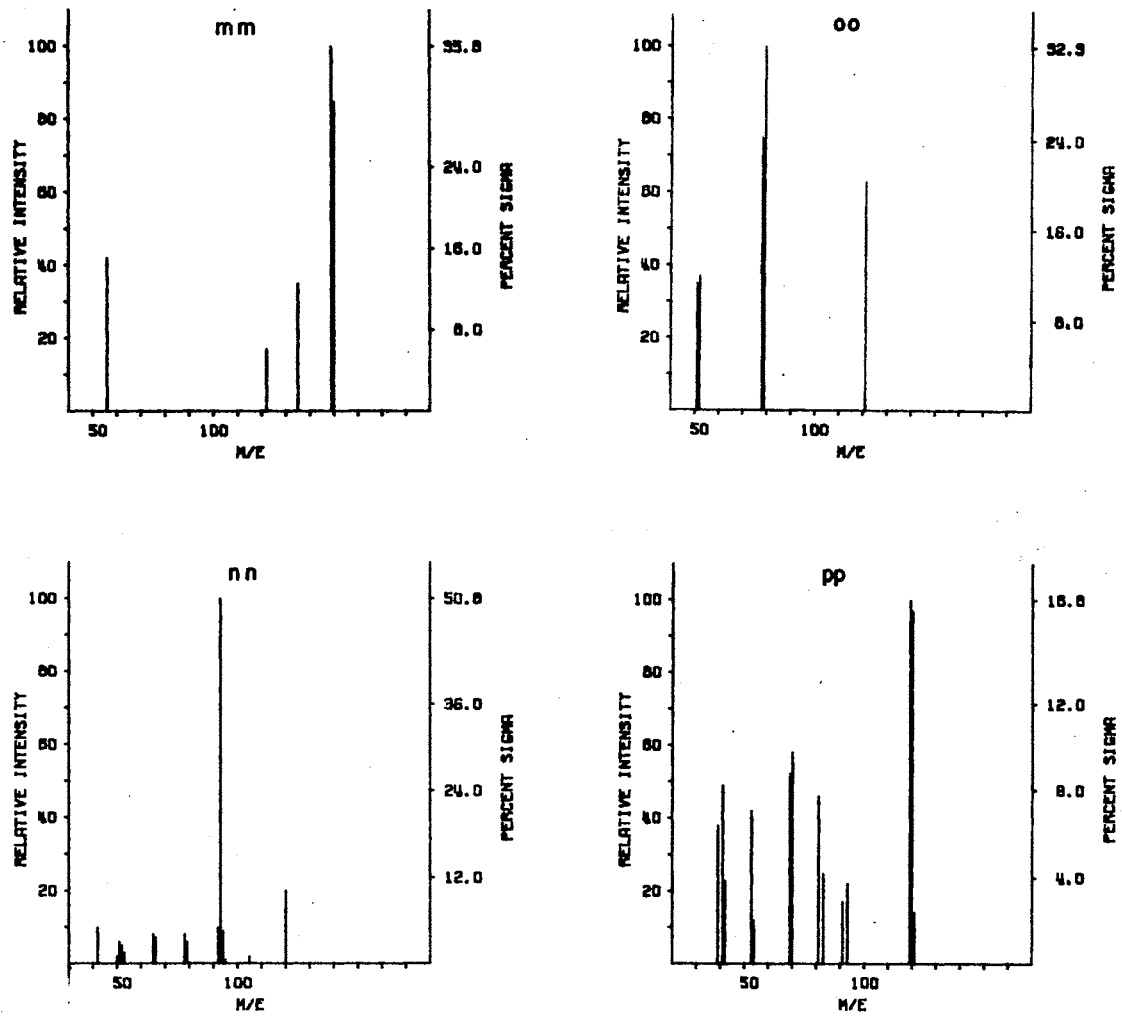 mm
100
80
60
40
20
RELATIVE INTENSITY
35.8
24.0
16.0
8.0
PERCENT SIGMA
50 100
M/E
oo
100
80
60
40
20
RELATIVE INTENSITY
32.3
24.0
16.0
8.0
PERCENT SIGMA
50 100
M/E
nn
100
80
60
40
20
RELATIVE INTENSITY
50.8
36.0
24.0
12.0
PERCENT SIGMA
50 100
M/E
pp
100
80
60
40
20
RELATIVE INTENSITY
16.8
12.0
8.0
4.0
PERCENT SIGMA
50 100
M/E